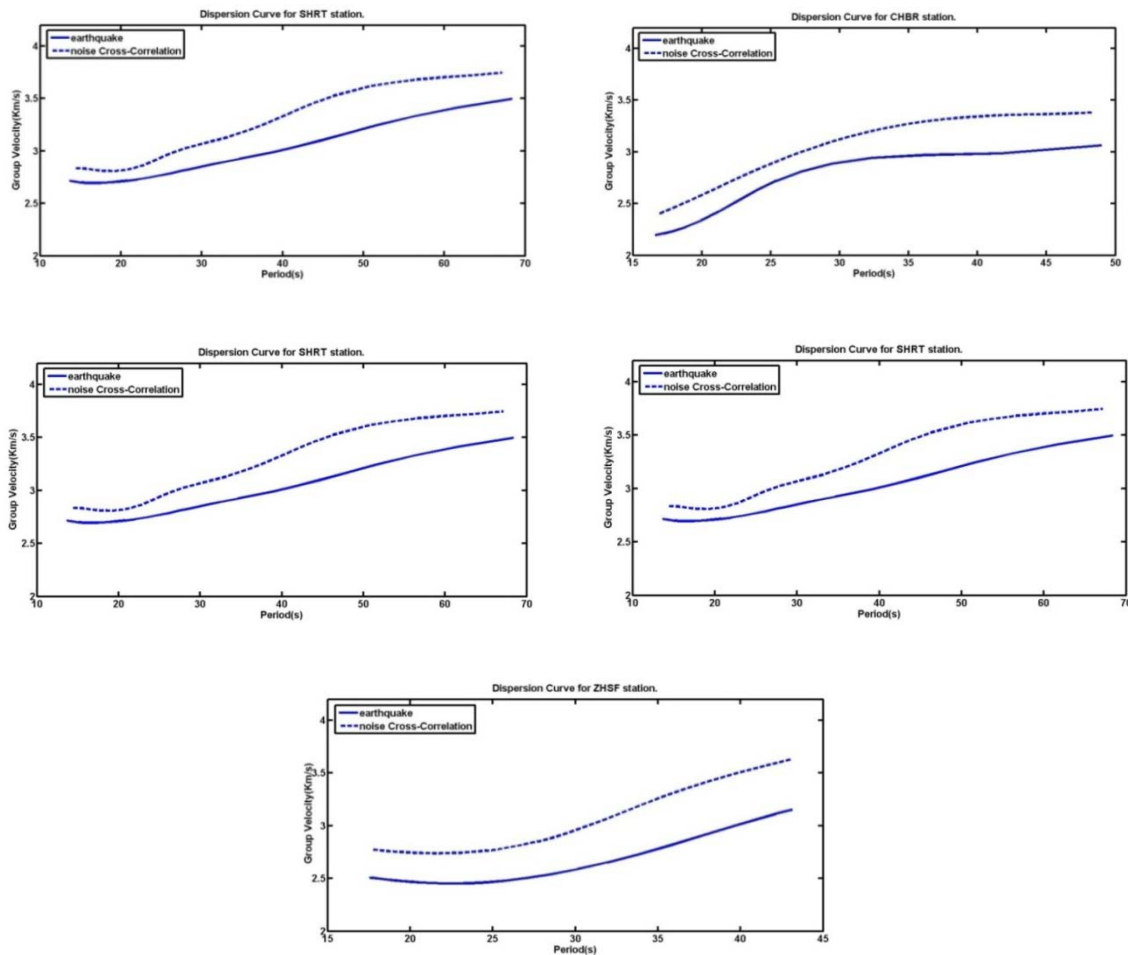 Dispersion Curve for SHRT station.
earthquake
noise Cross-Correlation
Group Velocity(Km/s)
4
3.5
3
2.5
2
10 20 30 40 50 60 70
Period(s)
Dispersion Curve for CHBR station.
earthquake
noise Cross-Correlation
Group Velocity(Km/s)
4
3.5
3
2.5
2
15 20 25 30 35 40 45 50
Period(s)
Dispersion Curve for SHRT station.
earthquake
noise Cross-Correlation
Group Velocity(Km/s)
4
3.5
3
2.5
2
10 20 30 40 50 60 70
Period(s)
Dispersion Curve for SHRT station.
earthquake
noise Cross-Correlation
Group Velocity(Km/s)
4
3.5
3
2.5
2
10 20 30 40 50 60 70
Period(s)
Dispersion Curve for ZHSF station.
earthquake
noise Cross-Correlation
Group Velocity(Km/s)
4
3.5
3
2.5
2
15 20 25 30 35 40 45
Period(s)